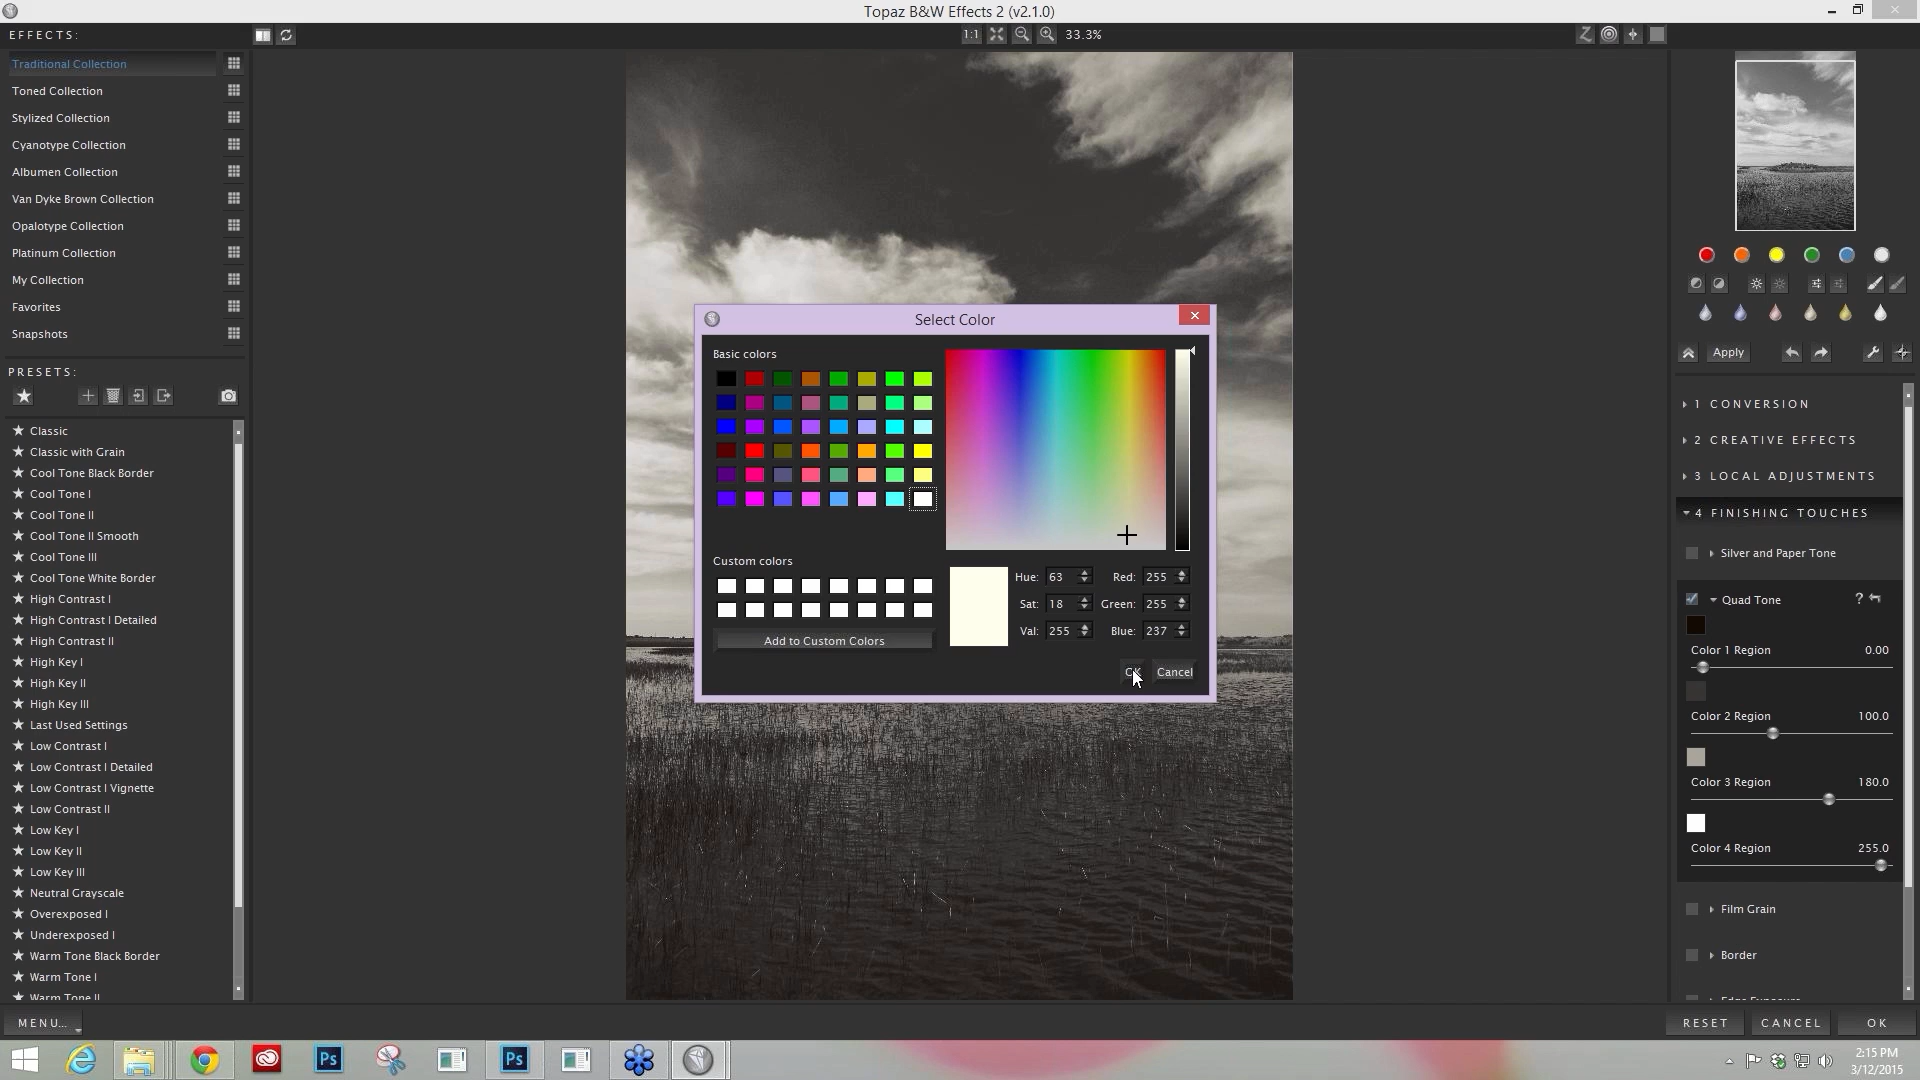 Topaz B&W Effects 2 (v2.1.0)
EFFECTS:
1:1
33.3%
Traditional Collection
Toned Collection
Stylized Collection
Cyanotype Collection
Albumen Collection
Van Dyke Brown Collection
Opalotype Collection
Platinum Collection
My Collection
Favorites
Snapshots
PRESETS:
Classic
Classic with Grain
Cool Tone Black Border
Cool Tone I
Cool Tone II
Cool Tone II Smooth
Cool Tone III
Cool Tone White Border
High Contrast I
High Contrast I Detailed
High Contrast II
High Key I
High Key II
High Key III
Last Used Settings
Low Contrast I
Low Contrast I Detailed
Low Contrast I Vignette
Low Contrast II
Low Key I
Low Key II
Low Key III
Neutral Grayscale
Overexposed I
Underexposed I
Warm Tone Black Border
Warm Tone I
Warm Tone II
MENU...
Select Color
Basic colors
Custom colors
Add to Custom Colors
Hue: 63 Red: 255
Sat: 18 Green: 255
Val: 255 Blue: 237
OK Cancel
Apply
1 CONVERSION
2 CREATIVE EFFECTS
3 LOCAL ADJUSTMENTS
4 FINISHING TOUCHES
Silver and Paper Tone
Quad Tone ?
Color 1 Region 0.00
Color 2 Region 100.0
Color 3 Region 180.0
Color 4 Region 255.0
Film Grain
Border
RESET CANCEL OK
Ps
Ps
2:15 PM
3/12/2015